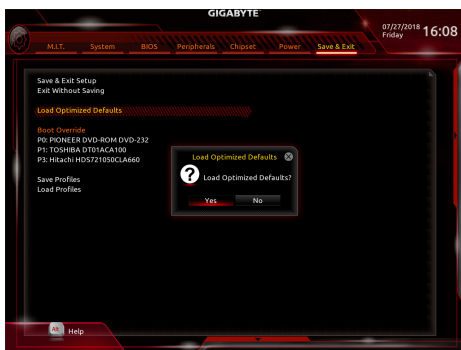 GIGABYTE™
07/27/2018 16:08
Friday
M.I.T. System BIOS Peripherals Chipset Power Save & Exit
Save & Exit Setup
Exit Without Saving
Load Optimized Defaults
Boot Override
P0: PIONEER DVD-ROM DVD-232
P1: TOSHIBA DT01ACA100
P3: Hitachi HDS721050CLA660
Save Profiles
Load Profiles
Load Optimized Defaults
? Load Optimized Defaults?
Yes No
Alt Help